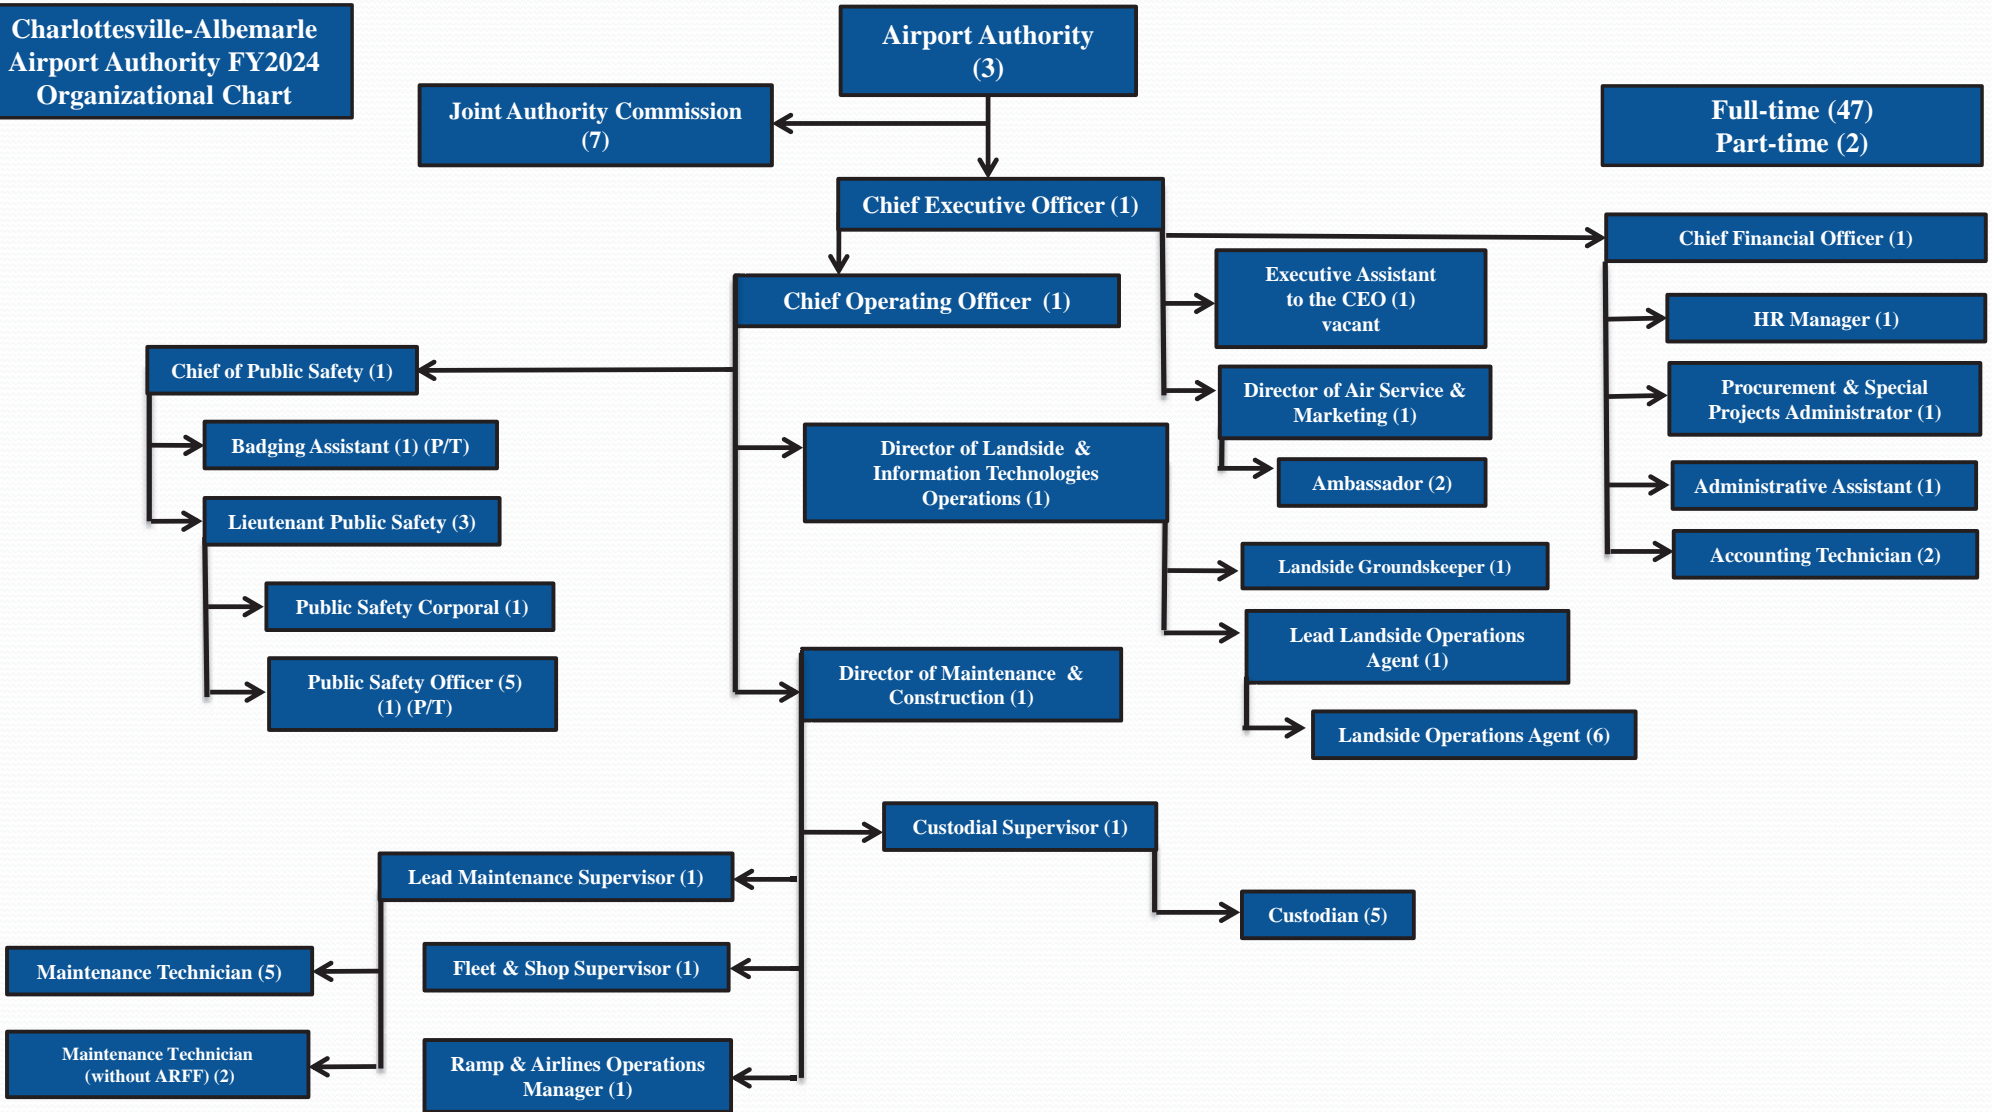 Charlottesville-Albemarle
Airport Authority FY2024
Organizational Chart
Airport Authority
(3)
Joint Authority Commission
(7)
Full-time (47)
Part-time (2)
Chief Executive Officer (1)
Chief Financial Officer (1)
Executive Assistant
to the CEO (1)
vacant
Chief Operating Officer (1)
HR Manager (1)
Chief of Public Safety (1)
Director of Air Service &
Marketing (1)
Procurement & Special
Projects Administrator (1)
Badging Assistant (1) (P/T)
Director of Landside &
Information Technologies
Operations (1)
Ambassador (2)
Administrative Assistant (1)
Lieutenant Public Safety (3)
Accounting Technician (2)
Landside Groundskeeper (1)
Public Safety Corporal (1)
Lead Landside Operations
Agent (1)
Public Safety Officer (5)
(1) (P/T)
Director of Maintenance &
Construction (1)
Landside Operations Agent (6)
Custodial Supervisor (1)
Lead Maintenance Supervisor (1)
Custodian (5)
Maintenance Technician (5)
Fleet & Shop Supervisor (1)
Maintenance Technician
(without ARFF) (2)
Ramp & Airlines Operations
Manager (1)